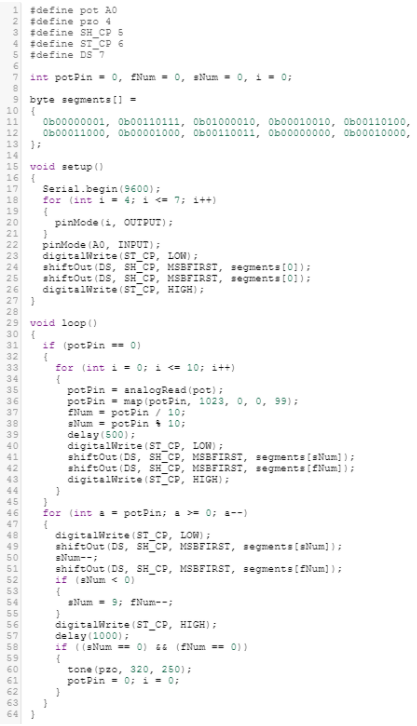 1 #define pot A0
2 #define pzo 4
3 #define SH_CP 5
4 #define ST_CP 6
5 #define DS 7
6
7 int potPin = 0, fNum = 0, sNum = 0, i = 0;
8
9 byte segments[] =
10 {
11 0b00000001, 0b00110111, 0b01000010, 0b00010010, 0b00110100,
12 0b00011000, 0b00001000, 0b00110011, 0b00000000, 0b00010000,
13 };
14
15 void setup()
16 {
17 Serial.begin(9600);
18 for (int i = 4; i <= 7; i++)
19 {
20 pinMode(i, OUTPUT);
21 }
22 pinMode(A0, INPUT);
23 digitalWrite(ST_CP, LOW);
24 shiftOut(DS, SH_CP, MSBFIRST, segments[0]);
25 shiftOut(DS, SH_CP, MSBFIRST, segments[0]);
26 digitalWrite(ST_CP, HIGH);
27 }
28
29 void loop()
30 {
31 if (potPin == 0)
32 {
33 for (int i = 0; i <= 10; i++)
34 {
35 potPin = analogRead(pot);
36 potPin = map(potPin, 1023, 0, 0, 99);
37 fNum = potPin / 10;
38 sNum = potPin % 10;
39 delay(500);
40 digitalWrite(ST_CP, LOW);
41 shiftOut(DS, SH_CP, MSBFIRST, segments[sNum]);
42 shiftOut(DS, SH_CP, MSBFIRST, segments[fNum]);
43 digitalWrite(ST_CP, HIGH);
44 }
45 }
46 for (int a = potPin; a >= 0; a--)
47 {
48 digitalWrite(ST_CP, LOW);
49 shiftOut(DS, SH_CP, MSBFIRST, segments[sNum]);
50 sNum--;
51 shiftOut(DS, SH_CP, MSBFIRST, segments[fNum]);
52 if (sNum < 0)
53 {
54 sNum = 9; fNum--;
55 }
56 digitalWrite(ST_CP, HIGH);
57 delay(1000);
58 if ((sNum == 0) && (fNum == 0))
59 {
60 tone(pzo, 320, 250);
61 potPin = 0; i = 0;
62 }
63 }
64 }